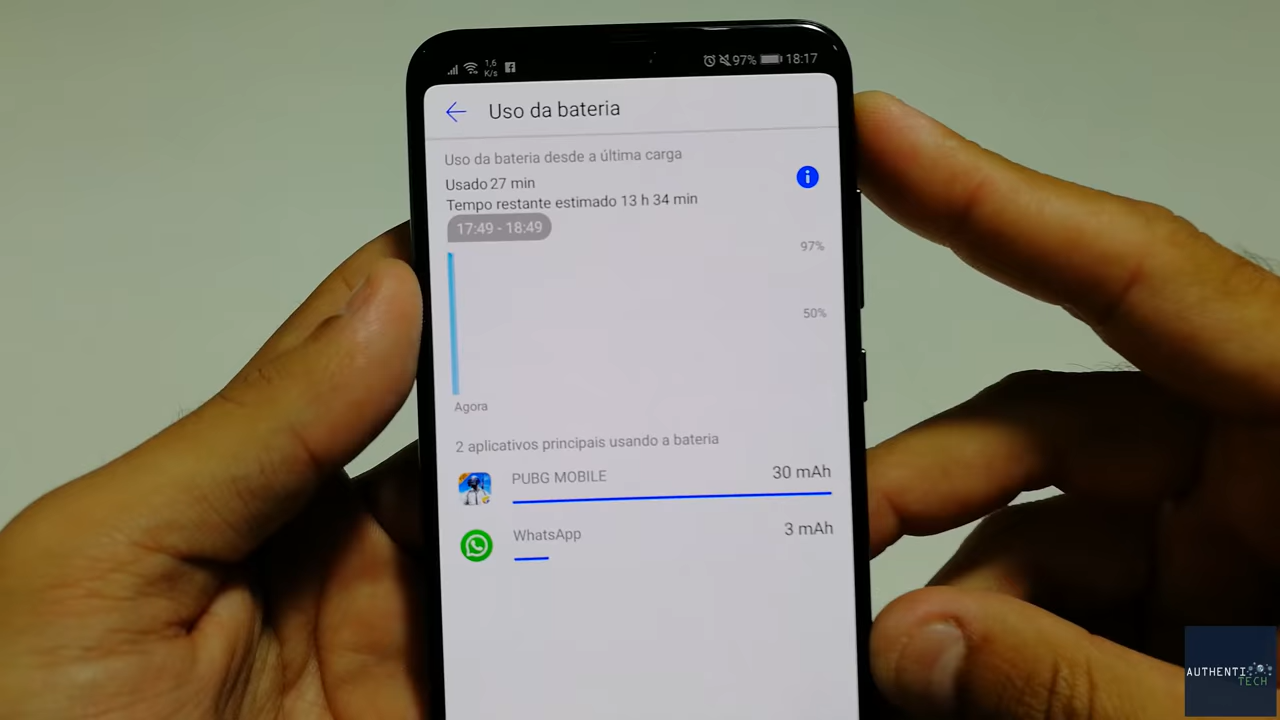 1,6
K/s
97%
18:17
Uso da bateria
Uso da bateria desde a última carga
Usado 27 min
Tempo restante estimado 13 h 34 min
17:49 - 18:49
97%
50%
Agora
2 aplicativos principais usando a bateria
PUBG MOBILE
30 mAh
WhatsApp
3 mAh
AUTHENTI
TECH